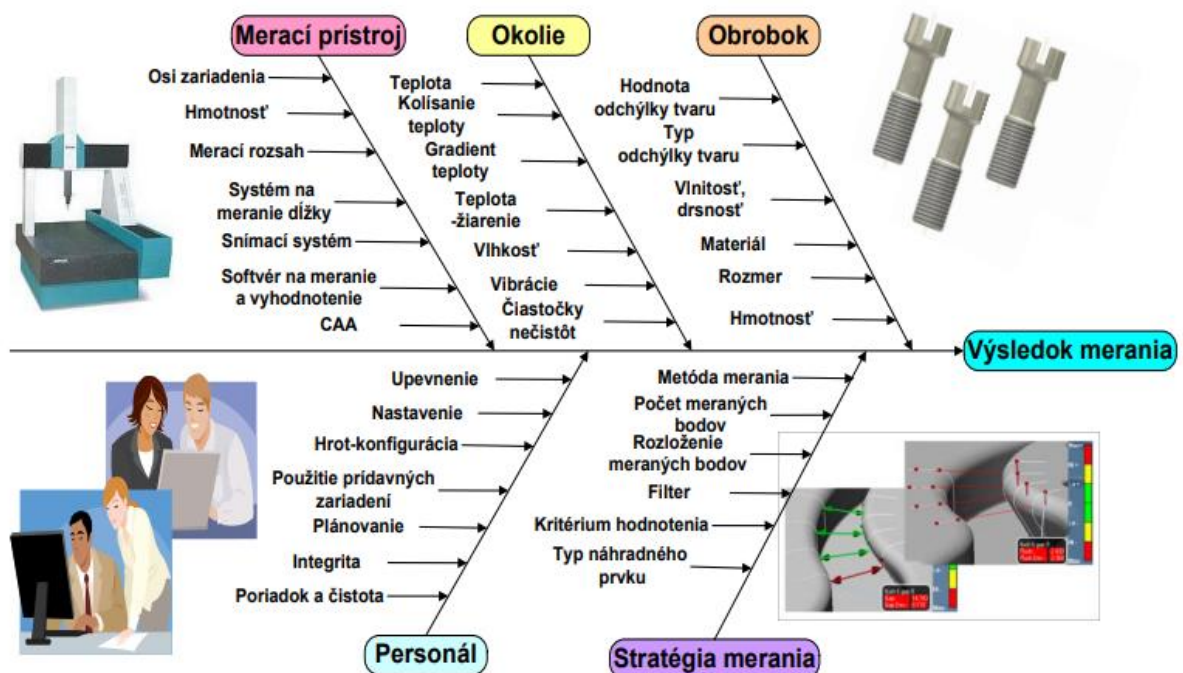 Merací prístroj
Osi zariadenia
Hmotnosť
Merací rozsah
Systém na
meranie dĺžky
Snímací systém
Softvér na meranie
a vyhodnotenie
CAA
Okolie
Teplota
Kolísanie
teploty
Gradient
teploty
Teplota
-žiarenie
Vlhkosť
Vibrácie
Čiastočky
nečistôt
Obrobok
Hodnota
odchýlky tvaru
Typ
odchýlky tvaru
Vlnitosť,
drsnosť
Materiál
Rozmer
Hmotnosť
Výsledok merania
Upevnenie
Nastavenie
Hrot-konfigurácia
Použitie prídavných
zariadení
Plánovanie
Integrita
Poriadok a čistota
Personál
Metóda merania
Počet meraných
bodov
Rozloženie
meraných bodov
Filter
Kritérium hodnotenia
Typ náhradného
prvku
Stratégia merania